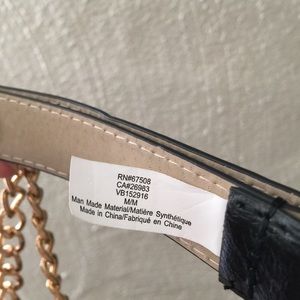 RN#67508
CA#26983
VB152916
M/M
Man Made Material/Matière Synthétique
Made in China/Fabriqué en Chine